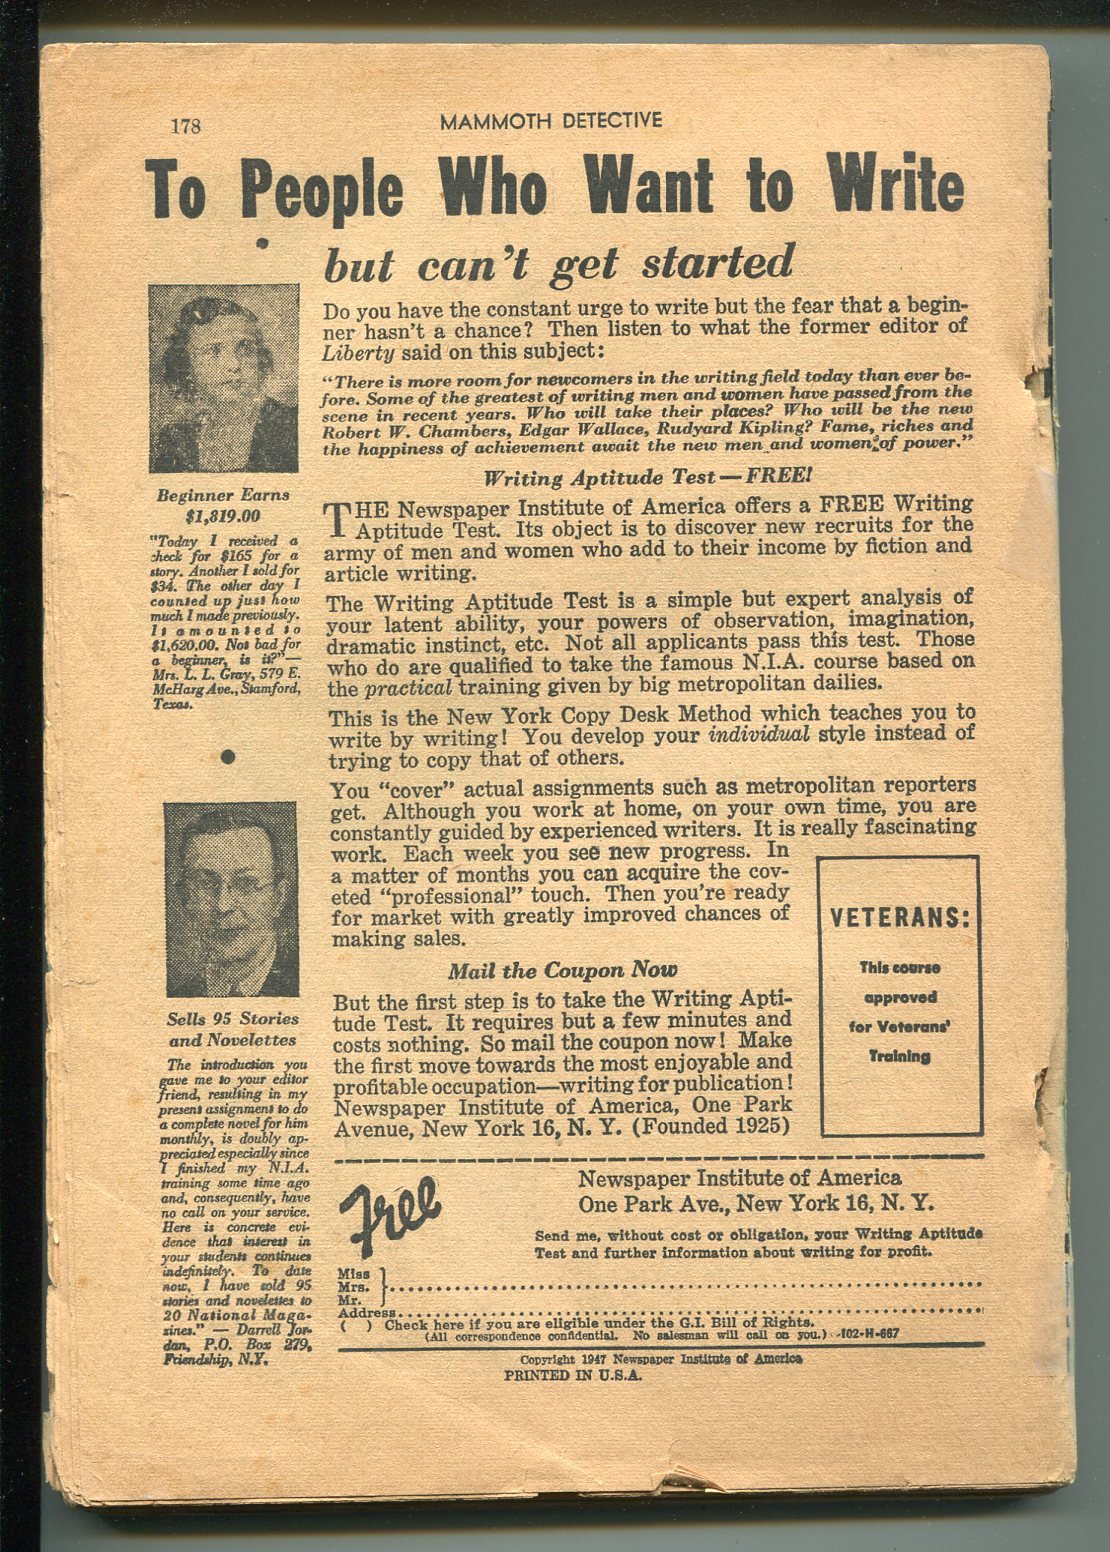 178
MAMMOTH DETECTIVE
To People Who Want to Write
but can't get started
Do you have the constant urge to write but the fear that a begin-
ner hasn't a chance? Then listen to what the former editor of
Liberty said on this subject:
“There is more room for newcomers in the writing field today than ever be-
fore. Some of the greatest of writing men and women have passed from the
scene in recent years. Who will take their places? Who will be the new
Robert W. Chambers, Edgar Wallace, Rudyard Kipling? Fame, riches and
the happiness of achievement await the new men and women of power.”
Writing Aptitude Test—FREE!
THE Newspaper Institute of America offers a FREE Writing
Aptitude Test. Its object is to discover new recruits for the
army of men and women who add to their income by fiction and
article writing.
The Writing Aptitude Test is a simple but expert analysis of
your latent ability, your powers of observation, imagination,
dramatic instinct, etc. Not all applicants pass this test. Those
who do are qualified to take the famous N.I.A. course based on
the practical training given by big metropolitan dailies.
This is the New York Copy Desk Method which teaches you to
write by writing! You develop your individual style instead of
trying to copy that of others.
You “cover” actual assignments such as metropolitan reporters
get. Although you work at home, on your own time, you are
constantly guided by experienced writers. It is really fascinating
work. Each week you see new progress. In
a matter of months you can acquire the cov-
eted “professional” touch. Then you're ready
for market with greatly improved chances of
making sales.
Mail the Coupon Now
But the first step is to take the Writing Apti-
tude Test. It requires but a few minutes and
costs nothing. So mail the coupon now! Make
the first move towards the most enjoyable and
profitable occupation—writing for publication!
Newspaper Institute of America, One Park
Avenue, New York 16, N. Y. (Founded 1925)
VETERANS:
This course
approved
for Veterans'
Training
Beginner Earns
$1,819.00
"Today I received a
check for $165 for a
story. Another I sold for
$34. The other day I
counted up just how
much I made previously.
It amounted to
$1,620.00. Not bad for
a beginner, is it?"—
Mrs. L. L. Gray, 579 E.
McHarg Ave., Stamford,
Texas.
Sells 95 Stories
and Novelettes
The introduction you
gave me to your editor
friend, resulting in my
present assignment to do
a complete novel for him
monthly, is doubly ap-
preciated especially since
I finished my N.I.A.
training some time ago
and, consequently, have
no call on your service.
Here is concrete evi-
dence that interest in
your students continues
indefinitely. To date
now, I have sold 95
stories and novelettes to
20 National Maga-
zines." — Darrell Jor-
dan, P.O. Box 279,
Friendship, N.Y.
Free
Newspaper Institute of America
One Park Ave., New York 16, N. Y.
Send me, without cost or obligation, your Writing Aptitude
Test and further information about writing for profit.
Miss
Mrs.
Mr.
Address
( ) Check here if you are eligible under the G.I. Bill of Rights.
(All correspondence confidential. No salesman will call on you.) -102-H-667
Copyright 1947 Newspaper Institute of America
PRINTED IN U.S.A.